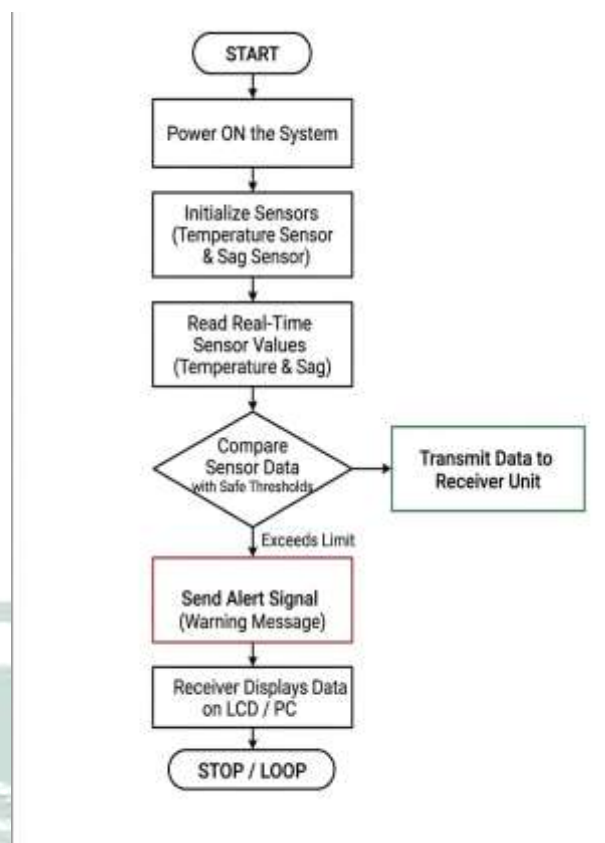 START
Power ON the System
Initialize Sensors
(Temperature Sensor
& Sag Sensor)
Read Real-Time
Sensor Values
(Temperature & Sag)
Compare
Sensor Data
with Safe Thresholds
Transmit Data to
Receiver Unit
Exceeds Limit
Send Alert Signal
(Warning Message)
Receiver Displays Data
on LCD / PC
STOP / LOOP